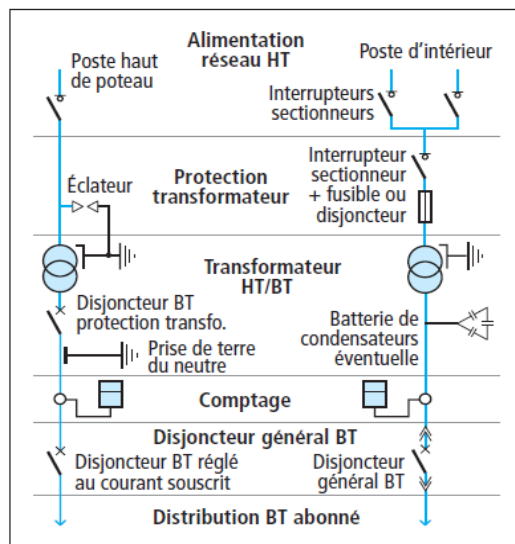 Alimentation
réseau HT
Poste haut
de poteau
Poste d'intérieur
Interrupteurs
sectionneurs
Protection
transformateur
Éclateur
Interrupteur
sectionneur
+ fusible ou
disjoncteur
Transformateur
HT/BT
Disjoncteur BT
protection transfo.
Prise de terre
du neutre
Batterie de
condensateurs
éventuelle
Comptage
Disjoncteur général BT
Disjoncteur BT réglé
au courant souscrit
Disjoncteur
général BT
Distribution BT abonné